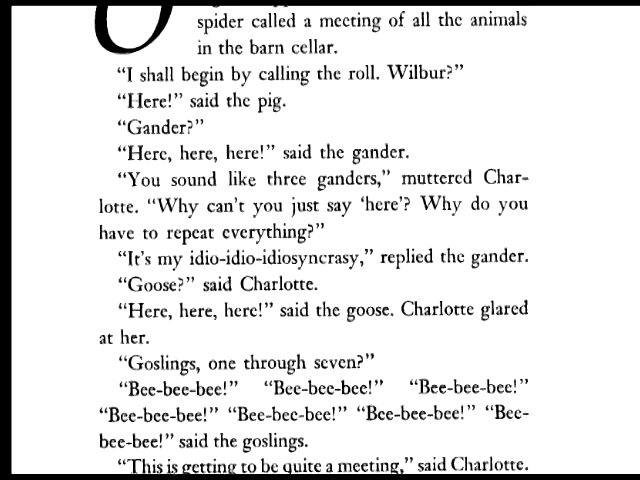 O
spider called a meeting of all the animals
in the barn cellar.
“I shall begin by calling the roll. Wilbur?”
“Here!” said the pig.
“Gander?”
“Here, here, here!” said the gander.
“You sound like three ganders,” muttered Char-
lotte. “Why can’t you just say ‘here’? Why do you
have to repeat everything?”
“It’s my idio-idio-idiosyncrasy,” replied the gander.
“Goose?” said Charlotte.
“Here, here, here!” said the goose. Charlotte glared
at her.
“Goslings, one through seven?”
“Bee-bee-bee!” “Bee-bee-bee!” “Bee-bee-bee!”
“Bee-bee-bee!” “Bee-bee-bee!” “Bee-bee-bee!” “Bee-
bee-bee!” said the goslings.
“This is getting to be quite a meeting,” said Charlotte.